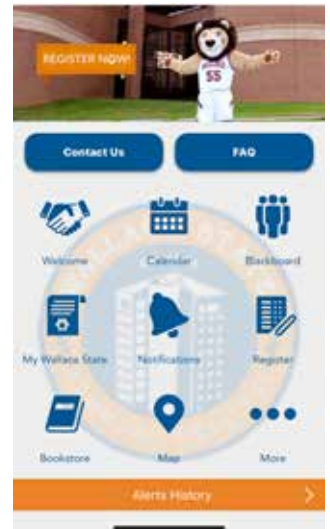 REGISTER NOW!
55
Contact Us
FAQ
Welcome
Calendar
Blackboard
My Wallace State
Notifications
Register
Bookstore
Map
More
Alerts History